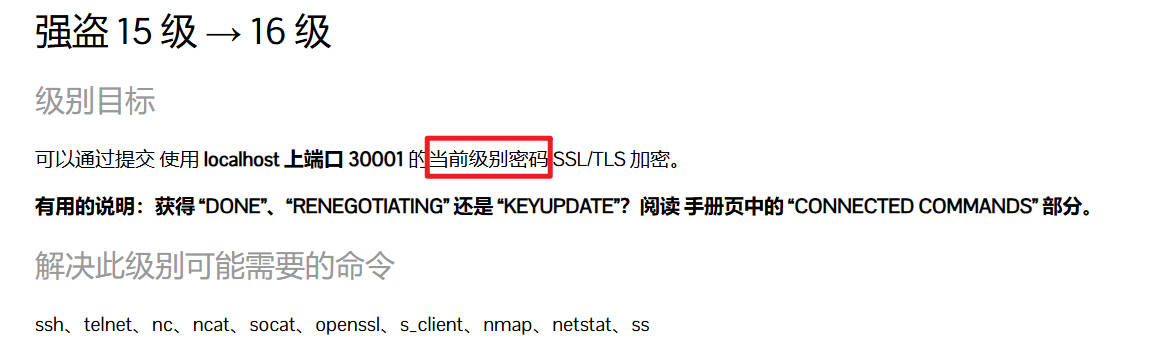 强盗 15 级 → 16 级
级别目标
可以通过提交 使用 localhost 上端口 30001 的当前级别密码 SSL/TLS 加密。
有用的说明：获得 “DONE”、“RENEGOTIATING” 还是 “KEYUPDATE”？阅读 手册页中的 “CONNECTED COMMANDS” 部分。
解决此级别可能需要的命令
ssh、telnet、nc、ncat、socat、openssl、s_client、nmap、netstat、ss